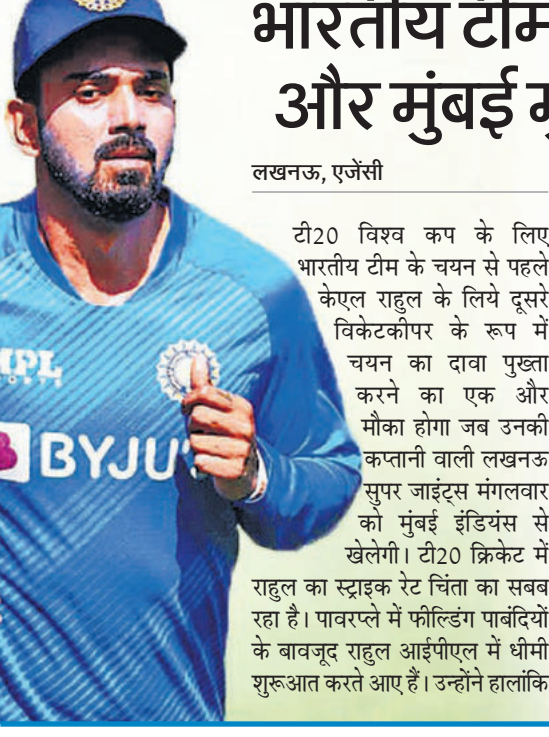 भारतीय टीम
और मुंबई
लखनऊ, एजेंसी
टी20 विश्व कप के लिए
भारतीय टीम के चयन से पहले
केएल राहुल के लिये दूसरे
विकेटकीपर के रूप में
चयन का दावा पुख्ता
करने का एक और
मौका होगा जब उनकी
कप्तानी वाली लखनऊ
सुपर जाइंट्स मंगलवार
को मुंबई इंडियंस से
खेलेगी। टी20 क्रिकेट में
राहुल का स्ट्राइक रेट चिंता का सबब
रहा है। पावरप्ले में फील्डिंग पाबंदियों
के बावजूद राहुल आईपीएल में धीमी
शुरूआत करते आए हैं। उन्होंने हालांकि
MPL
SPORTS
BYJU'